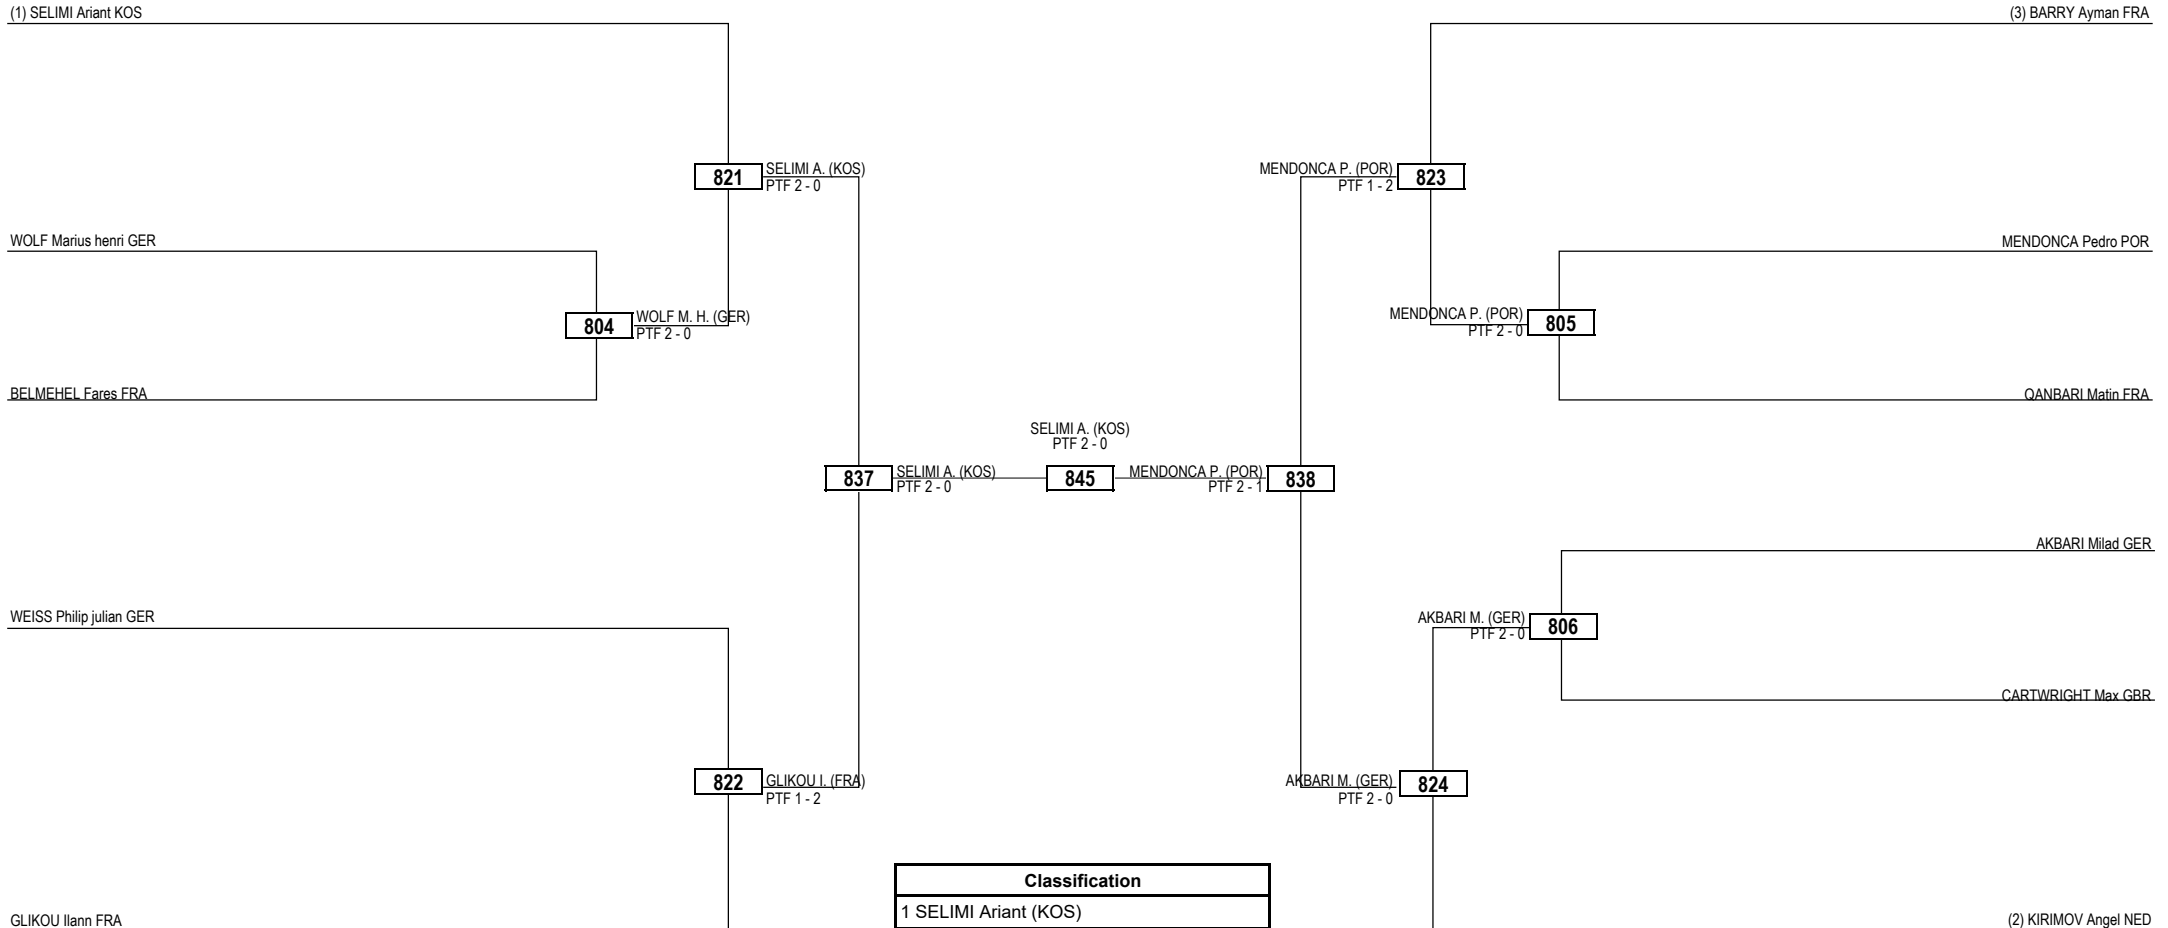 (1) SELIMI Ariant KOS
(3) BARRY Ayman FRA
821
SELIMI A. (KOS)
PTF 2 - 0
MENDONCA P. (POR)
PTF 1 - 2
823
WOLF Marius henri GER
MENDONCA Pedro POR
804
WOLF M. H. (GER)
PTF 2 - 0
MENDONCA P. (POR)
PTF 2 - 0
805
BELMEHEL Fares FRA
QANBARI Matin FRA
SELIMI A. (KOS)
PTF 2 - 0
837
SELIMI A. (KOS)
PTF 2 - 0
845
MENDONCA P. (POR)
PTF 2 - 1
838
AKBARI Milad GER
WEISS Philip julian GER
AKBARI M. (GER)
PTF 2 - 0
806
CARTWRIGHT Max GBR
822
GLIKOU I. (FRA)
PTF 1 - 2
AKBARI M. (GER)
PTF 2 - 0
824
Classification
1 SELIMI Ariant (KOS)
GLIKOU Ilann FRA
(2) KIRIMOV Angel NED